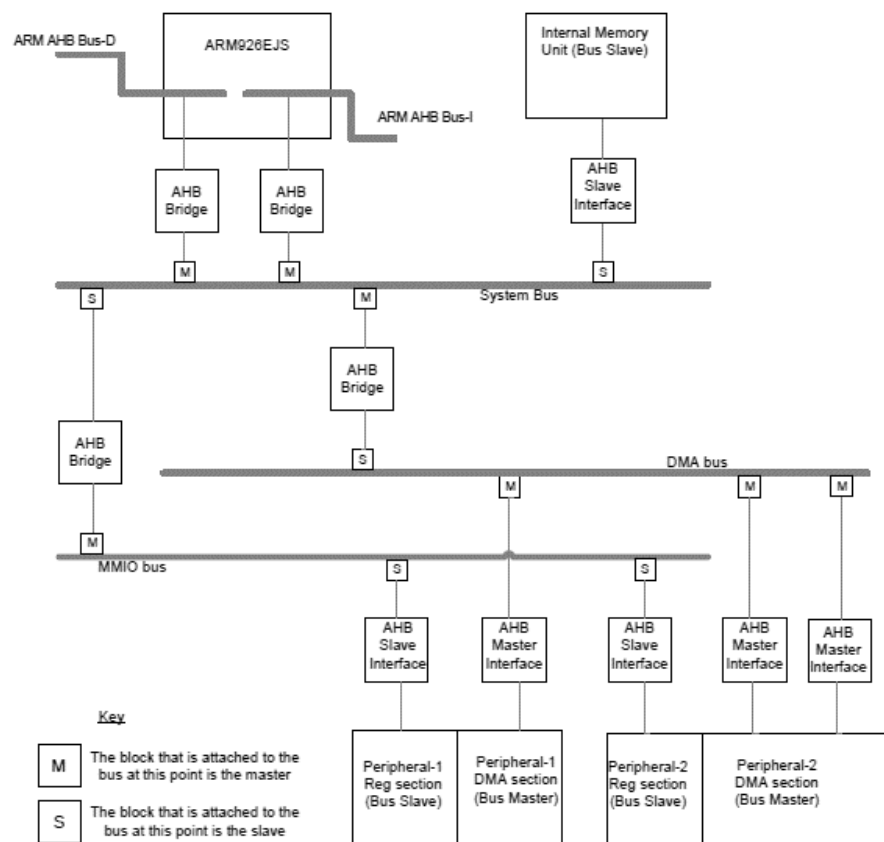 ARM AHB Bus-D
ARM926EJS
Internal Memory
Unit (Bus Slave)
ARM AHB Bus-I
AHB
Bridge
AHB
Bridge
AHB
Slave
Interface
M
M
S
System Bus
S
M
AHB
Bridge
AHB
Bridge
S
DMA bus
M
M
M
M
MMIO bus
S
S
AHB
Slave
Interface
AHB
Master
Interface
AHB
Slave
Interface
AHB
Master
Interface
AHB
Master
Interface
Key
M
The block that is attached to the
bus at this point is the master
S
The block that is attached to the
bus at this point is the slave
Peripheral-1
Reg section
(Bus Slave)
Peripheral-1
DMA section
(Bus Master)
Peripheral-2
Reg section
(Bus Slave)
Peripheral-2
DMA section
(Bus Master)